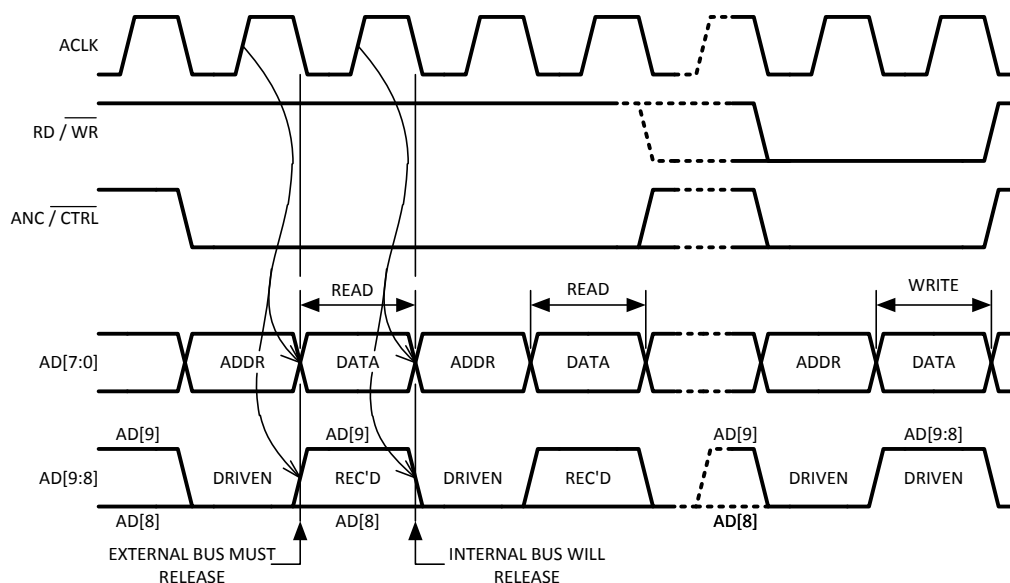 ACLK
RD / WR
ANC / CTRL
READ
READ
WRITE
AD[7:0]
ADDR
DATA
ADDR
DATA
ADDR
DATA
AD[9]
AD[9]
AD[9]
AD[9:8]
AD[9:8]
DRIVEN
REC'D
DRIVEN
REC'D
DRIVEN
DRIVEN
AD[8]
AD[8]
AD[8]
EXTERNAL BUS MUST
RELEASE
INTERNAL BUS WILL
RELEASE